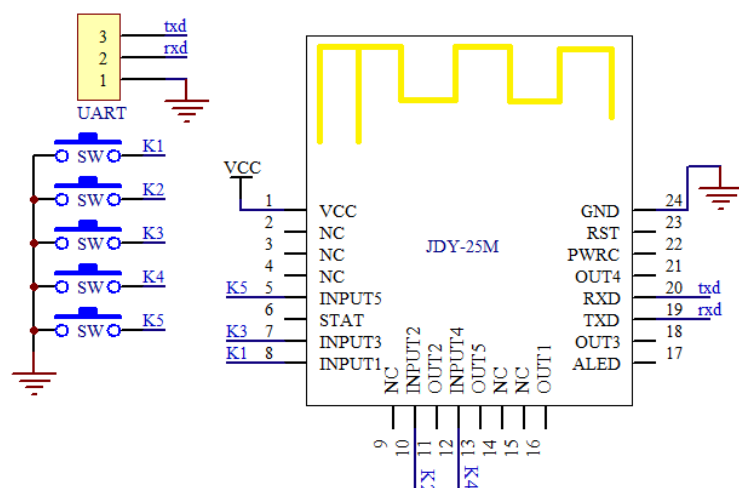 3 txd
2 rxd
1
UART
SW K1
SW K2
SW K3
SW K4
SW K5
VCC
JDY-25M
1 VCC
2 NC
3 NC
4 NC
K5 5 INPUT5
6 STAT
K3 7 INPUT3
K1 8 INPUT1
GND 24
RST 23
PWRC 22
OUT4 21
RXD 20 txd
TXD 19 rxd
OUT3 18
ALED 17
NC INPUT2 OUT2 INPUT4 OUT5 NC NC OUT1
9 10 11 12 13 14 15 16
K4